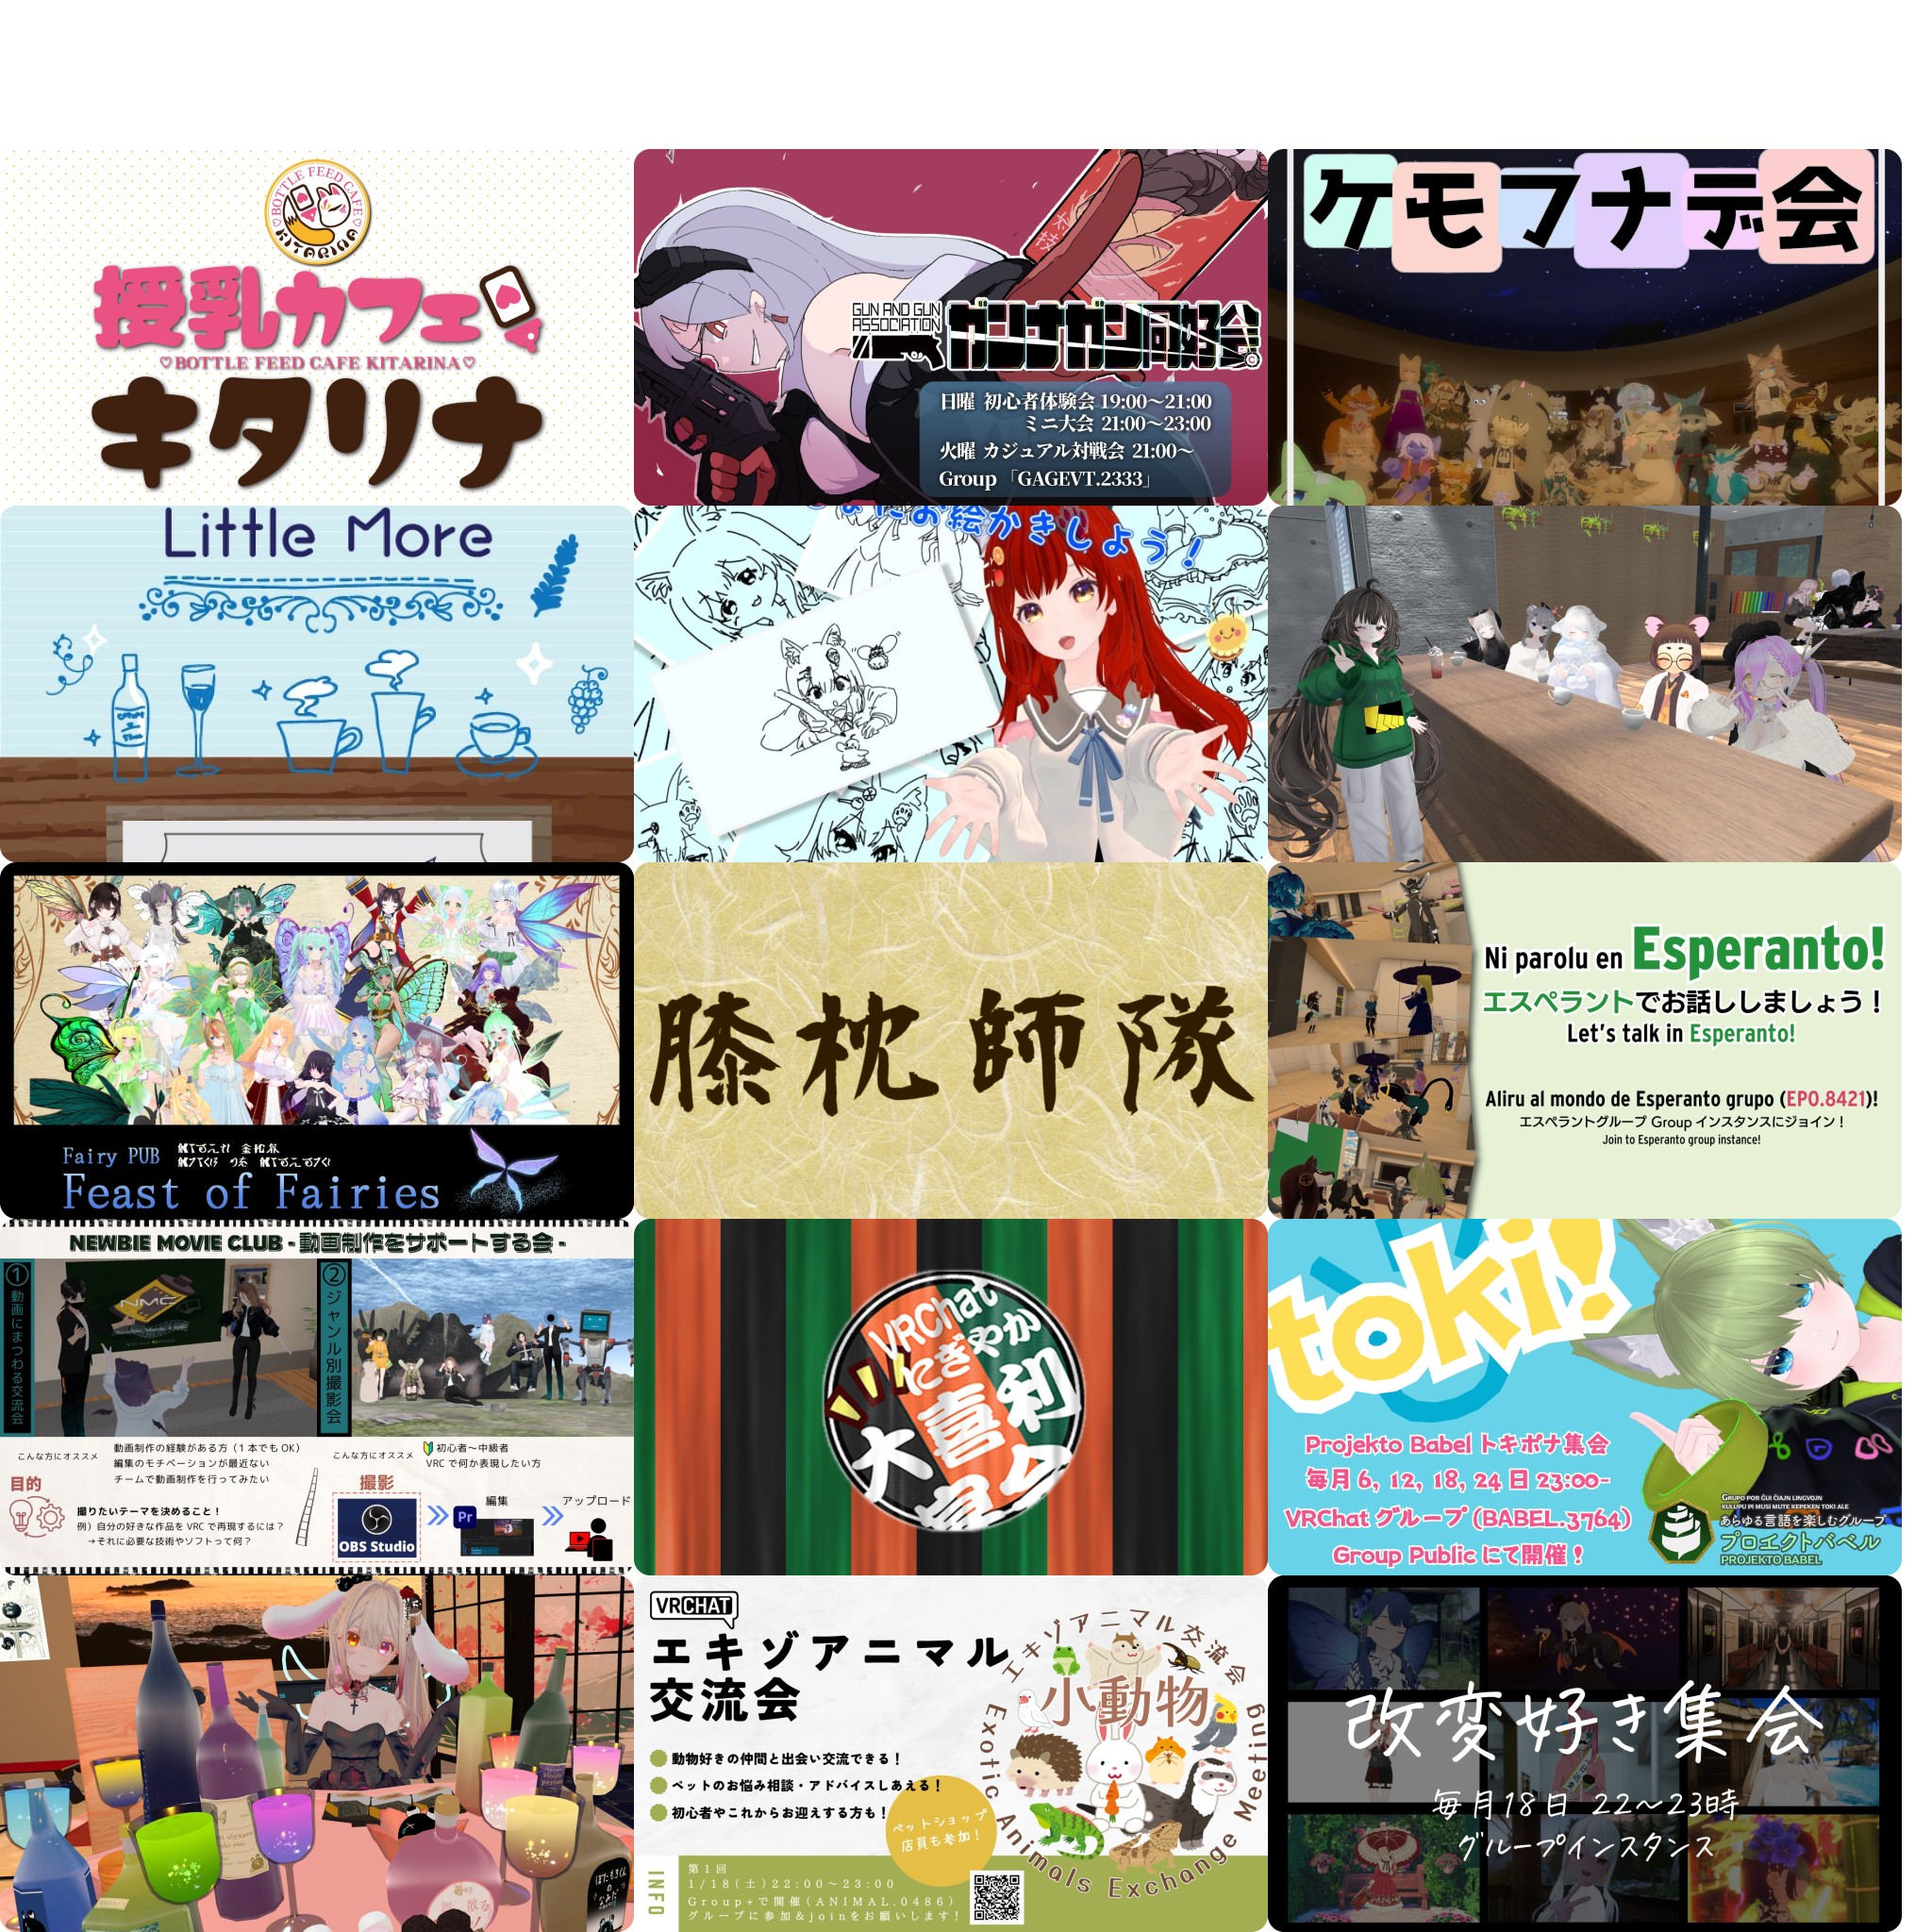 BOTTLE FEED CAFE
KITARINA
授乳カフェ
♡BOTTLE FEED CAFE KITARINA♡
キタリナ
GUN AND GUN
ASSOCIATION
ガンナガン同好会
日曜 初心者体験会 19:00～21:00
ミニ大会 21:00～23:00
火曜 カジュアル対戦会 21:00～
Group 「GAGEVT.2333」
ケモフナデ会
Little More
お絵かきしよう!
Fairy PUB
Feast of Fairies
膝枕師隊
Ni parolu en Esperanto!
エスペラントでお話ししましょう!
Let's talk in Esperanto!
Aliru al mondo de Esperanto grupo (EPO.8421)!
エスペラントグループ Group インスタンスにジョイン!
Join to Esperanto group instance!
NEWBIE MOVIE CLUB - 動画制作をサポートする会 -
①動画にまつわる交流会
NMC
②ジャンル別撮影会
こんな方にオススメ
動画制作の経験がある方(1本でもOK)
編集のモチベーションが最近ない
チームで動画制作を行ってみたい
目的
撮りたいテーマを決めること!
例)自分の好きな作品をVRCで再現するには?
→それに必要な技術やソフトって何?
こんな方にオススメ
初心者～中級者
VRCで何か表現したい方
撮影
OBS Studio
編集
Pr
アップロード
VRChat
にぎやか
大喜利
集会
toki!
Projekto Babel トキポナ集会
毎月 6, 12, 18, 24 日 23:00-
VRChat グループ (BABEL.3764)
Group Public にて開催!
GRUPO POR ĈUI ĈIAJN LINGVOJN
KULUPU PI MUSI MUTE KEPEKEN TOKI ALE
あらゆる言語を楽しむグループ
プロエクトバベル
PROJEKTO BABEL
VRCHAT
エキゾアニマル
交流会
動物好きの仲間と出会い交流できる!
ペットのお悩み相談・アドバイスしあえる!
初心者やこれからお迎えする方も!
ペットショップ
店員も参加!
エキゾアニマル交流会
小動物
Exotic Animals Exchange Meeting
INFO
第1回
1/18(土)22:00～23:00
Group+で開催(ANIMAL.0486)
グループに参加&joinをお願いします!
改変好き集会
毎月18日 22～23時
グループインスタンス